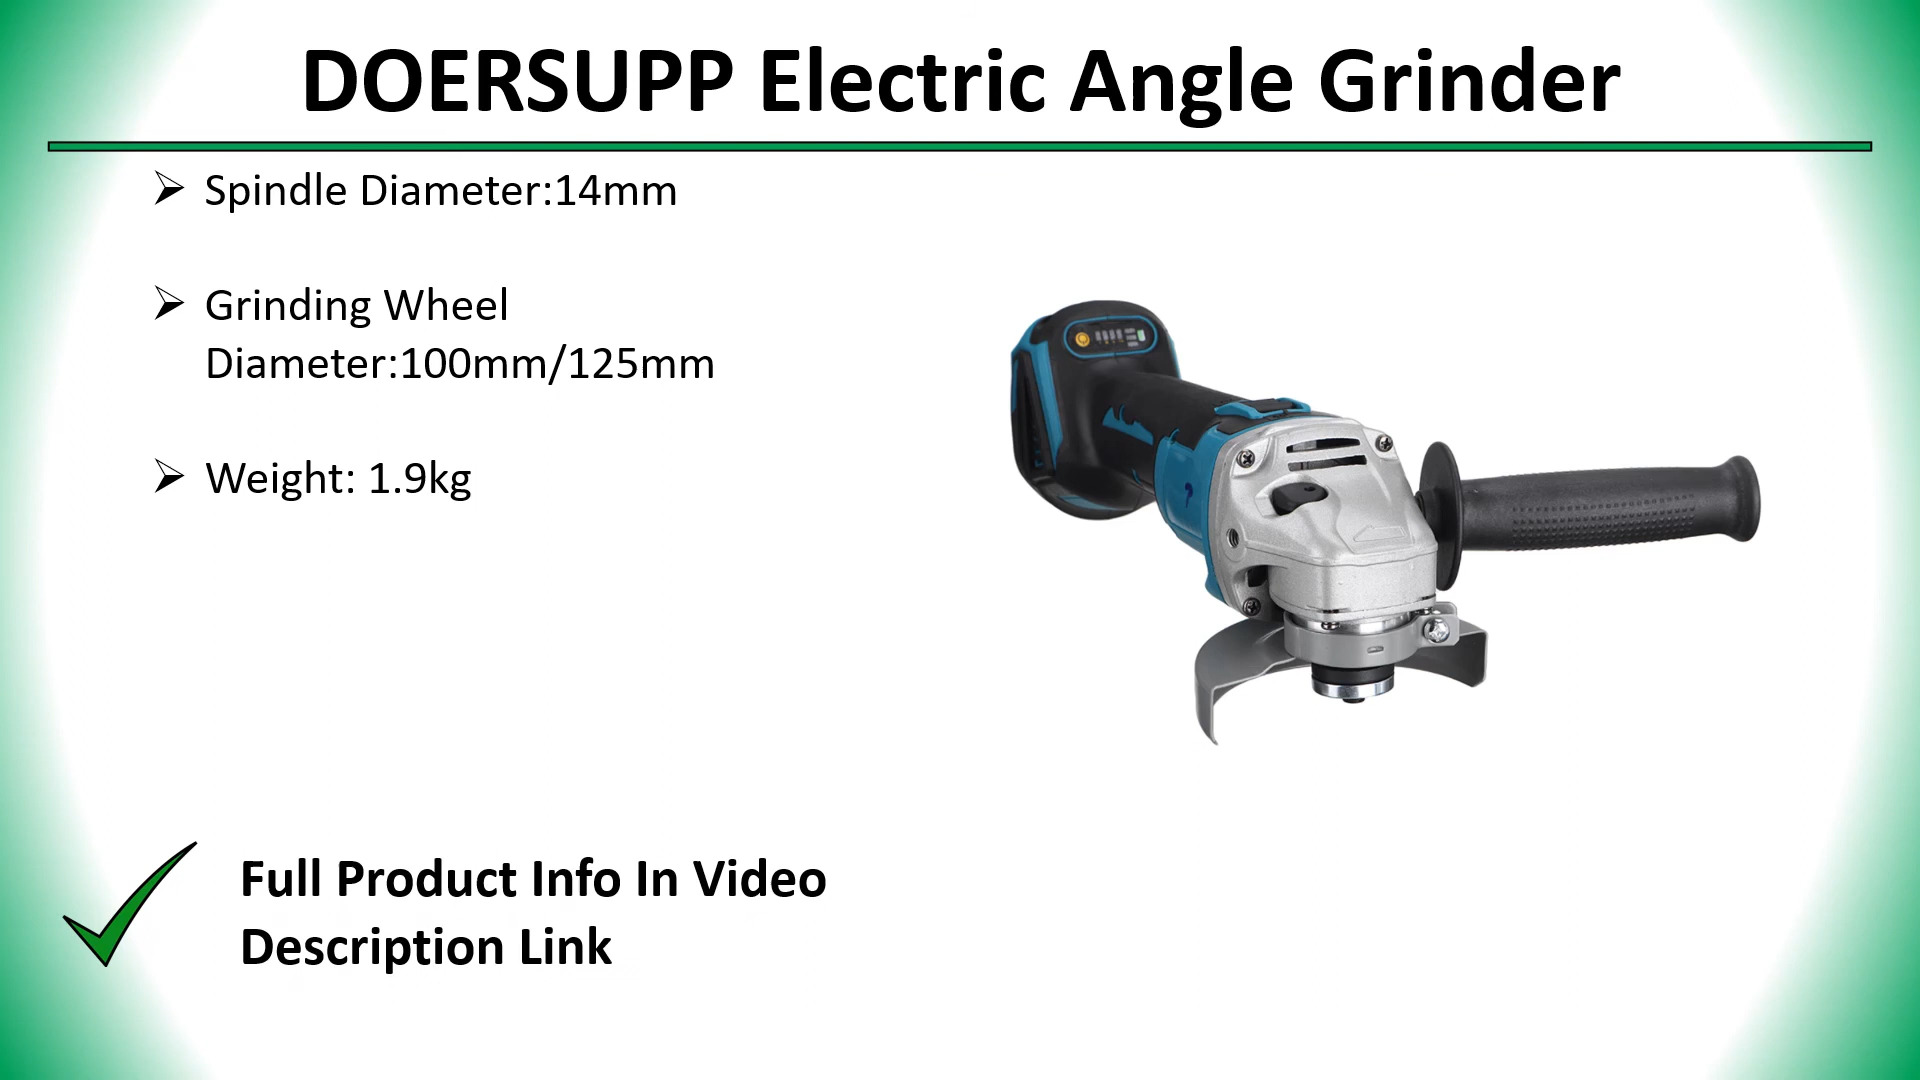 DOERSUPP Electric Angle Grinder
Spindle Diameter:14mm
Grinding Wheel
Diameter:100mm/125mm
Weight: 1.9kg
Full Product Info In Video
Description Link